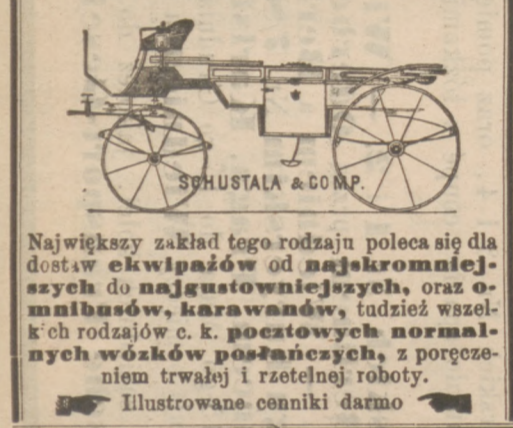 SCHUSTALA & COMP.
Największy zakład tego rodzaju poleca się dla
dostaw ekwipażów od najskromniej-
szych do najgustowniejszych, oraz o-
mnibusów, karawanów, tudzież wszel-
kich rodzajów c. k. pocztowych normal-
nych wózków posłańczych, z poręcze-
niem trwałej i rzetelnej roboty.
Illustrowane cenniki darmo